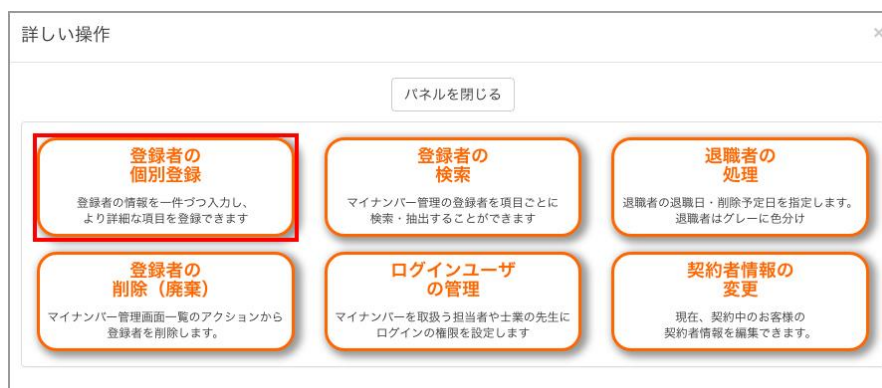 詳しい操作
×
パネルを閉じる
登録者の
個別登録
登録者の情報を一件づつ入力し、
より詳細な項目を登録できます
登録者の
検索
マイナンバー管理の登録者を項目ごとに
検索・抽出することができます
退職者の
処理
退職者の退職日・削除予定日を指定します。
退職者はグレーに色分け
登録者の
削除（廃棄）
マイナンバー管理画面一覧のアクションから
登録者を削除します。
ログインユーザ
の管理
マイナンバーを取扱う担当者や士業の先生に
ログインの権限を設定します
契約者情報の
変更
現在、契約中のお客様の
契約者情報を編集できます。